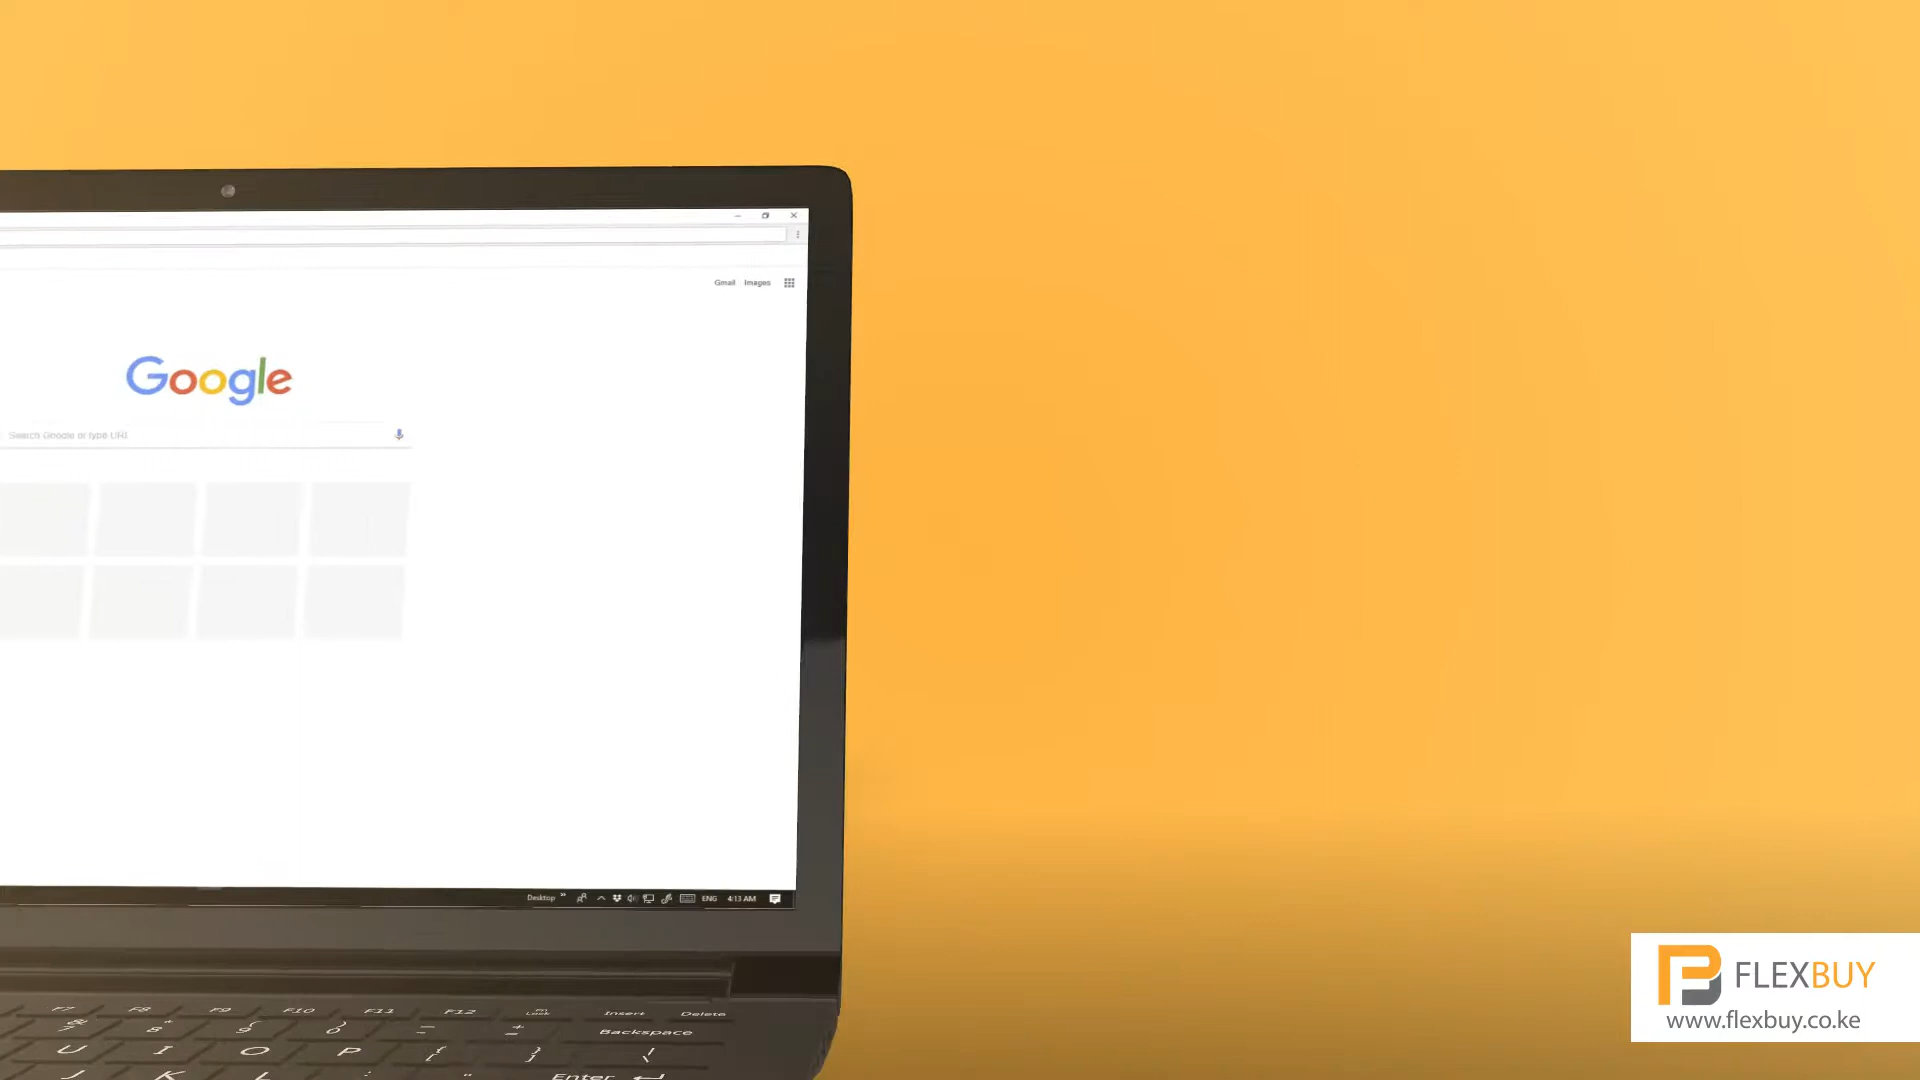 Gmail Images
Google
Search Google or type URL
Desktop ENG 4:13 AM
F7 F8 F9 F10 F11 F12 Insert Delete
Backspace
U I O P { }
J K L Enter
FLEXBUY
www.flexbuy.co.ke